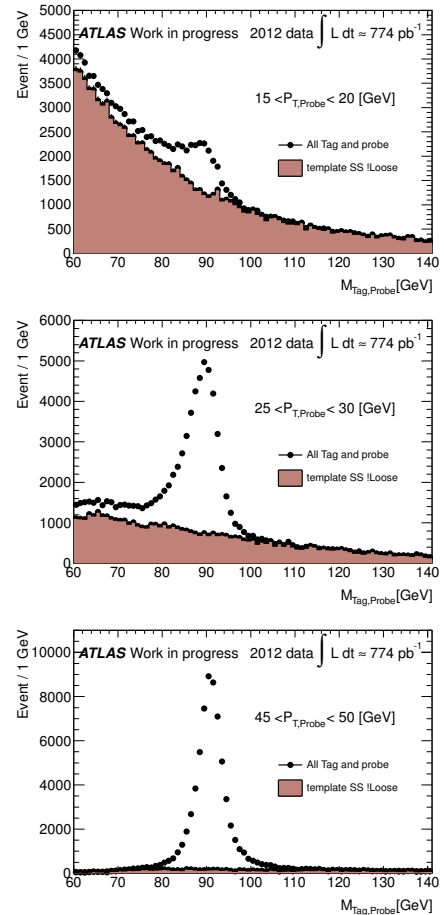 Event / 1 GeV
5000
4500
4000
3500
3000
2500
2000
1500
1000
500
0
ATLAS Work in progress 2012 data ∫ L dt ≈ 774 pb⁻¹
15 <P_T,Probe< 20 [GeV]
All Tag and probe
template SS !Loose
60 70 80 90 100 110 120 130 140
M_Tag,Probe[GeV]
Event / 1 GeV
6000
5000
4000
3000
2000
1000
0
ATLAS Work in progress 2012 data ∫ L dt ≈ 774 pb⁻¹
25 <P_T,Probe< 30 [GeV]
All Tag and probe
template SS !Loose
60 70 80 90 100 110 120 130 140
M_Tag,Probe[GeV]
Event / 1 GeV
10000
8000
6000
4000
2000
0
ATLAS Work in progress 2012 data ∫ L dt ≈ 774 pb⁻¹
45 <P_T,Probe< 50 [GeV]
All Tag and probe
template SS !Loose
60 70 80 90 100 110 120 130 140
M_Tag,Probe[GeV]